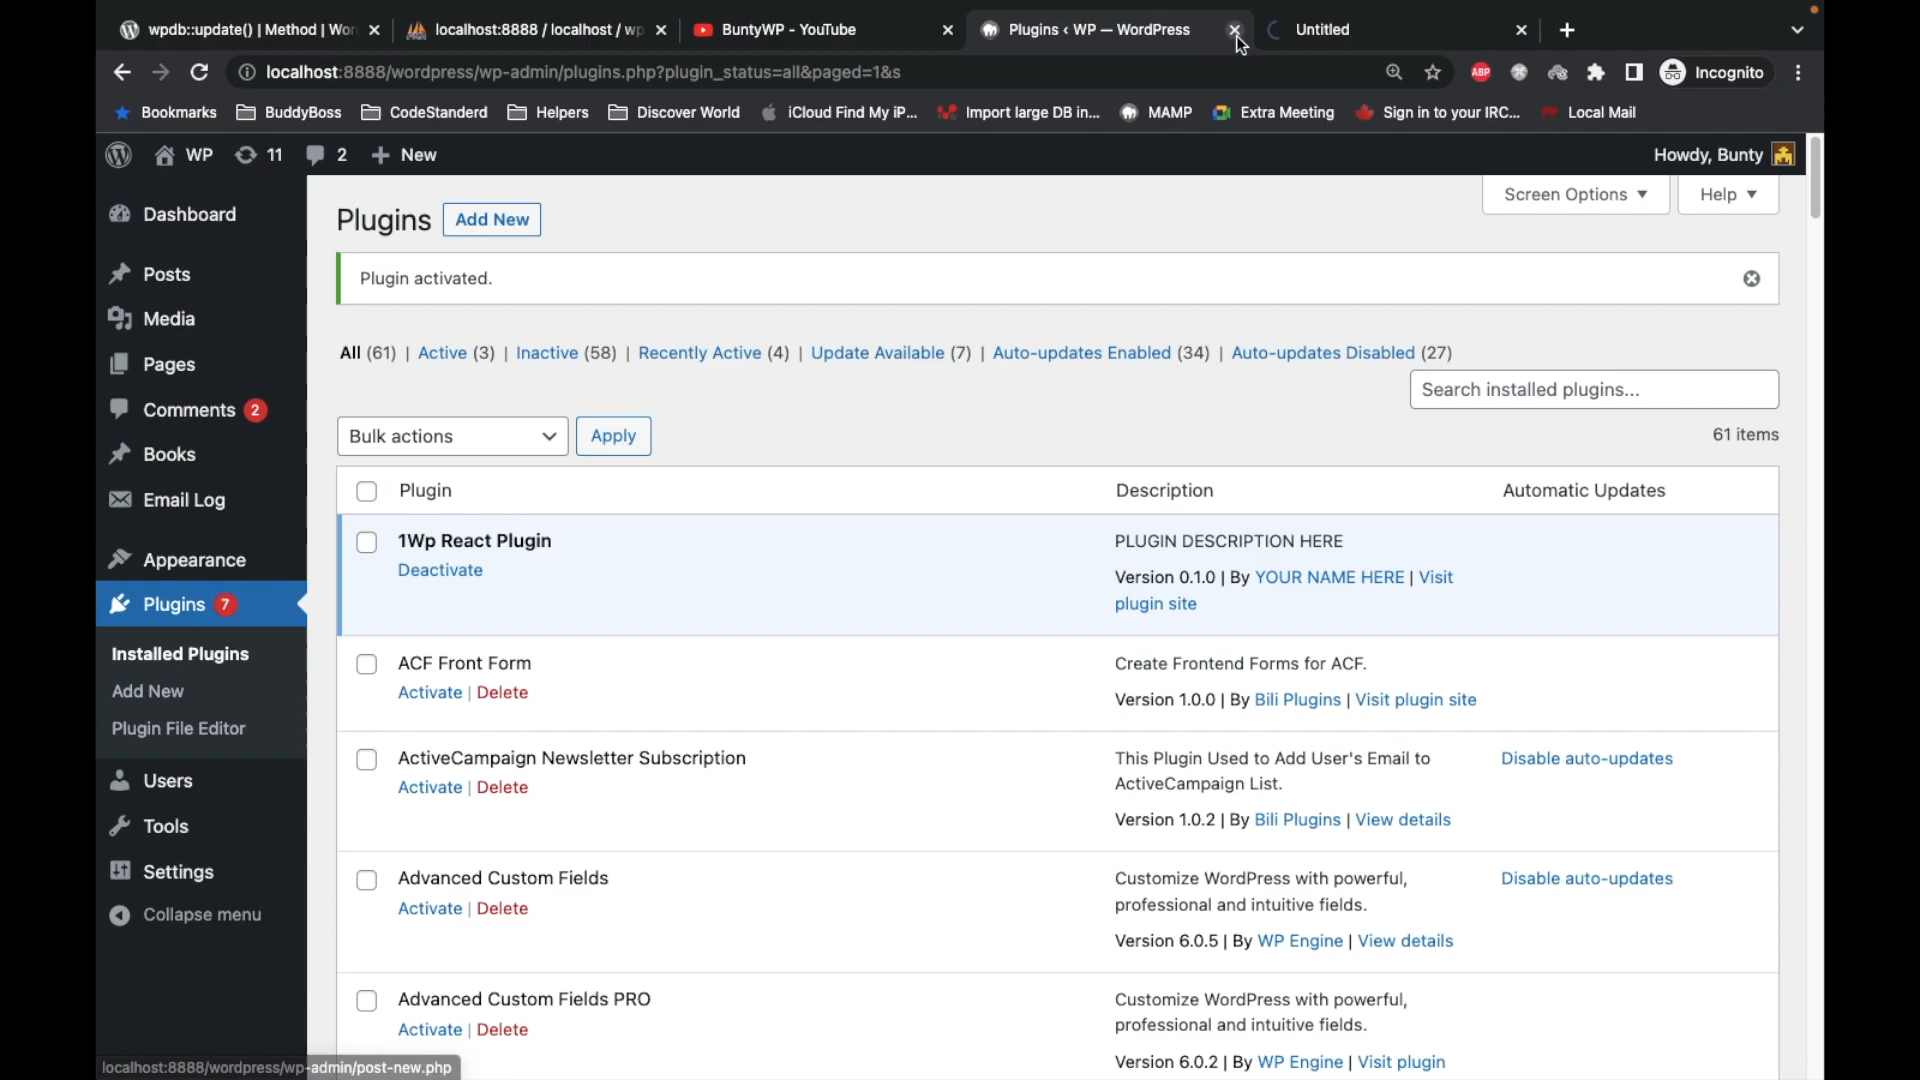 wpdb::update() | Method | Wor
localhost:8888 / localhost / wp
BuntyWP - YouTube
Plugins ‹ WP — WordPress
Untitled
localhost:8888/wordpress/wp-admin/plugins.php?plugin_status=all&paged=1&s
ABP
Incognito
Bookmarks
BuddyBoss
CodeStanderd
Helpers
Discover World
iCloud Find My iP...
Import large DB in...
MAMP
Extra Meeting
Sign in to your IRC...
Local Mail
WP
11
2
New
Howdy, Bunty
Screen Options
Help
Dashboard
Posts
Media
Pages
Comments 2
Books
Email Log
Appearance
Plugins 7
Installed Plugins
Add New
Plugin File Editor
Users
Tools
Settings
Collapse menu
Plugins
Add New
Plugin activated.
All (61) | Active (3) | Inactive (58) | Recently Active (4) | Update Available (7) | Auto-updates Enabled (34) | Auto-updates Disabled (27)
Search installed plugins...
Bulk actions
Apply
61 items
Plugin
Description
Automatic Updates
1Wp React Plugin
Deactivate
PLUGIN DESCRIPTION HERE
Version 0.1.0 | By YOUR NAME HERE | Visit
plugin site
ACF Front Form
Activate | Delete
Create Frontend Forms for ACF.
Version 1.0.0 | By Bili Plugins | Visit plugin site
ActiveCampaign Newsletter Subscription
Activate | Delete
This Plugin Used to Add User's Email to
ActiveCampaign List.
Version 1.0.2 | By Bili Plugins | View details
Disable auto-updates
Advanced Custom Fields
Activate | Delete
Customize WordPress with powerful,
professional and intuitive fields.
Version 6.0.5 | By WP Engine | View details
Disable auto-updates
Advanced Custom Fields PRO
Activate | Delete
Customize WordPress with powerful,
professional and intuitive fields.
Version 6.0.2 | By WP Engine | Visit plugin
localhost:8888/wordpress/wp-admin/post-new.php